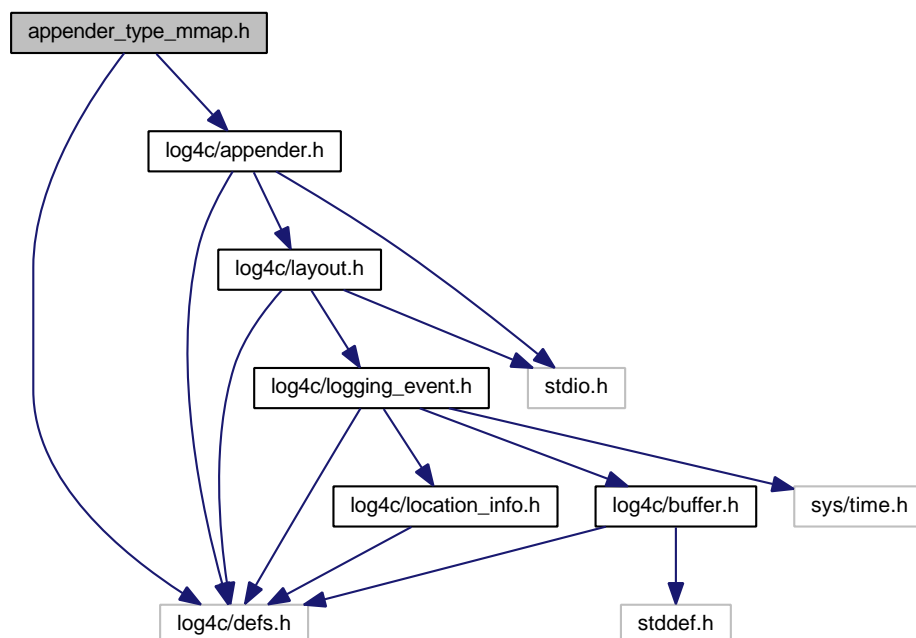 appender_type_mmap.h
log4c/appender.h
log4c/layout.h
log4c/logging_event.h
stdio.h
log4c/location_info.h
log4c/buffer.h
sys/time.h
log4c/defs.h
stddef.h